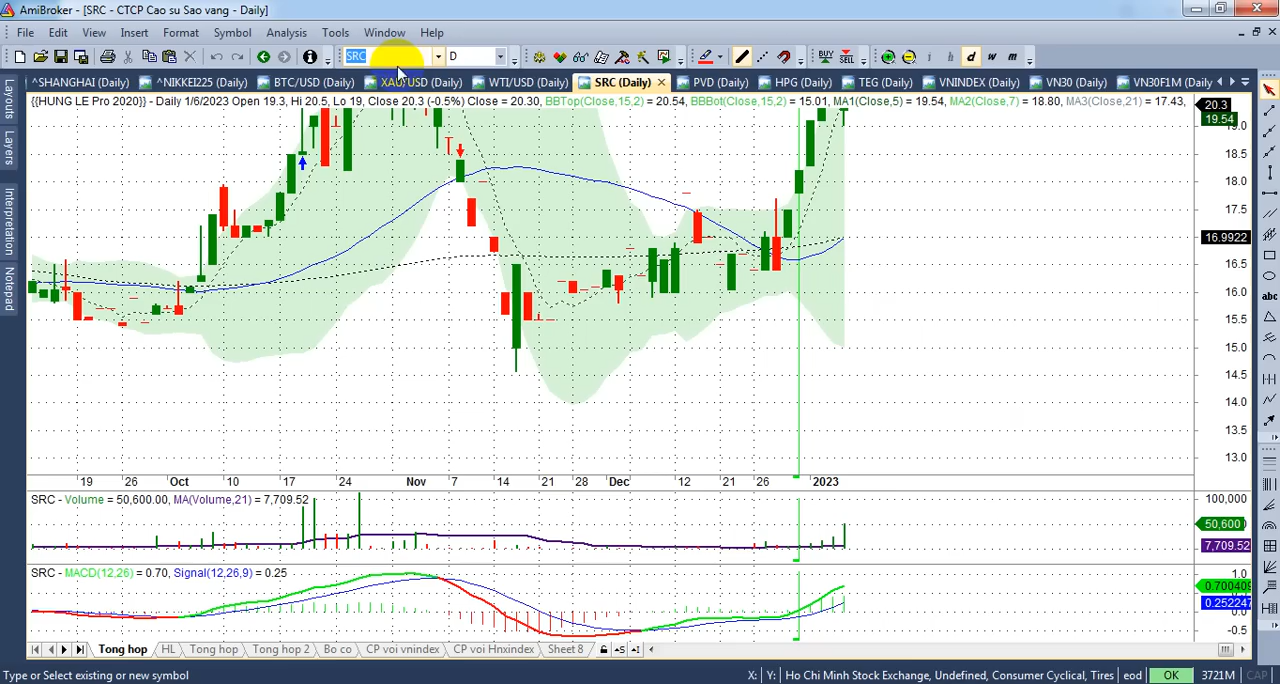 AmiBroker - [SRC - CTCP Cao su Sao vang - Daily]
File Edit View Insert Format Symbol Analysis Tools Window Help
SRC D BUY SELL i h d w m
^SHANGHAI (Daily) ^NIKKEI225 (Daily) BTC/USD (Daily) XAU/USD (Daily) WTI/USD (Daily) SRC (Daily) PVD (Daily) HPG (Daily) TEG (Daily) VNINDEX (Daily) VN30 (Daily) VN30F1M (Daily)
{{HUNG LE Pro 2020}} - Daily 1/6/2023 Open 19.3, Hi 20.5, Lo 19, Close 20.3 (-0.5%) Close = 20.30, BBTop(Close,15,2) = 20.54, BBBot(Close,15,2) = 15.01, MA1(Close,5) = 19.54, MA2(Close,7) = 18.80, MA3(Close,21) = 17.43,
Layouts
Layers
Interpretation
Notepad
20.3
19.54
19.0
18.5
18.0
17.5
16.9922
16.5
16.0
15.5
15.0
14.5
14.0
13.5
13.0
abc
19 26 Oct 10 17 24 Nov 7 14 21 28 Dec 12 21 26 2023
SRC - Volume = 50,600.00, MA(Volume,21) = 7,709.52
100,000
50,600
7,709.52
SRC - MACD(12,26) = 0.70, Signal(12,26,9) = 0.25
1.0
0.700409
0.252247
0.0
-0.5
Tong hop HL Tong hop Tong hop 2 Bo co CP voi vnindex CP voi Hnxindex Sheet 8
Type or Select existing or new symbol X: Y: Ho Chi Minh Stock Exchange, Undefined, Consumer Cyclical, Tires eod OK 3721M CAP